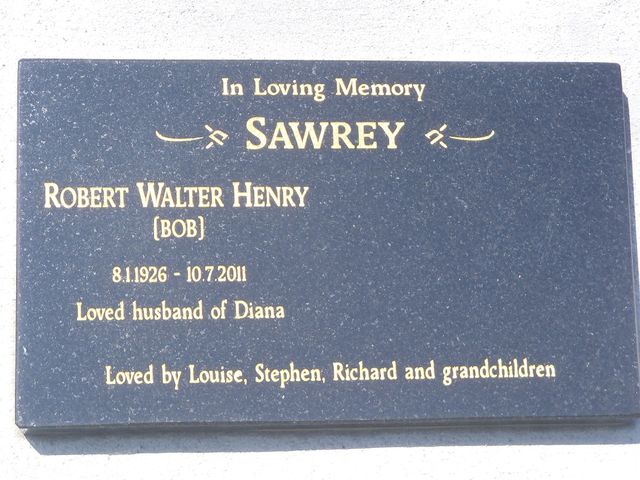 In Loving Memory
SAWREY
ROBERT WALTER HENRY
(BOB)
8.1.1926 - 10.7.2011
Loved husband of Diana
Loved by Louise, Stephen, Richard and grandchildren